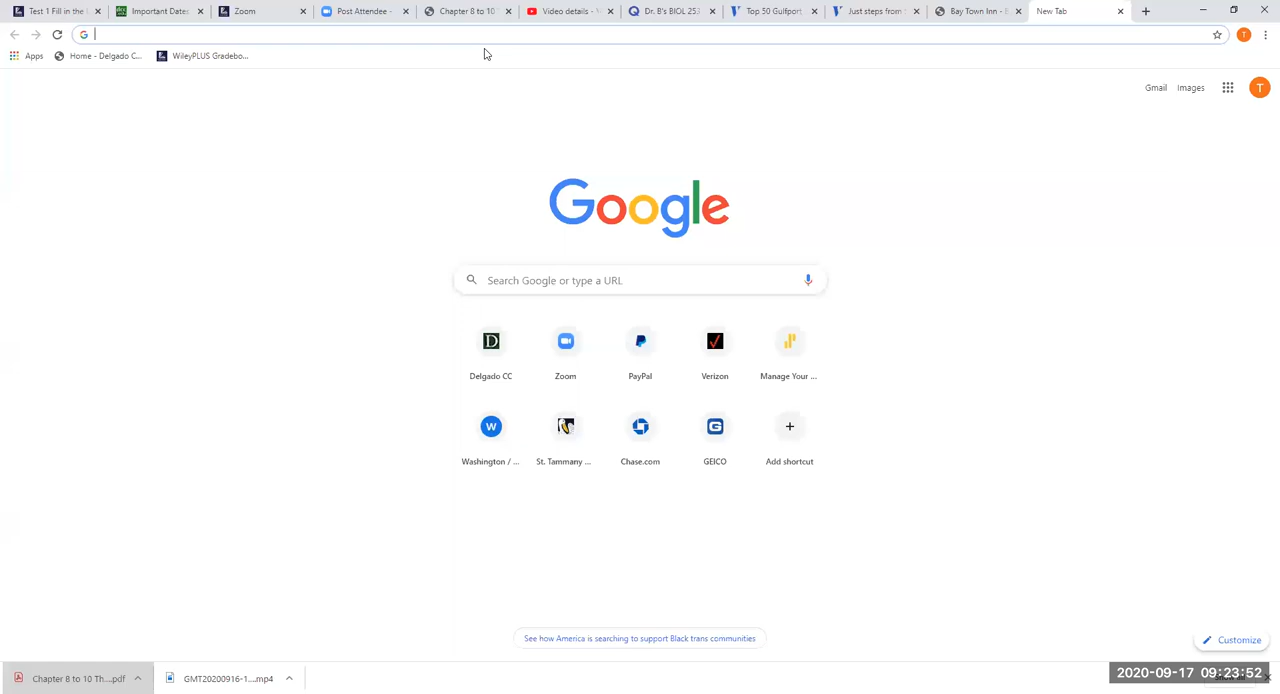 Test 1 Fill in the
Important Dates
Zoom
Post Attendee -
Chapter 8 to 10
Video details -
Dr. B's BIOL 253
Top 50 Gulfport
Just steps from
Bay Town Inn -
New Tab
Apps
Home - Delgado C...
WileyPLUS Gradebo...
T
Gmail
Images
T
Google
Search Google or type a URL
Delgado CC
Zoom
PayPal
Verizon
Manage Your ...
Washington / ...
St. Tammany ...
Chase.com
GEICO
Add shortcut
See how America is searching to support Black trans communities
Customize
Chapter 8 to 10 Th....pdf
GMT20200916-1....mp4
2020-09-17 09:23:52